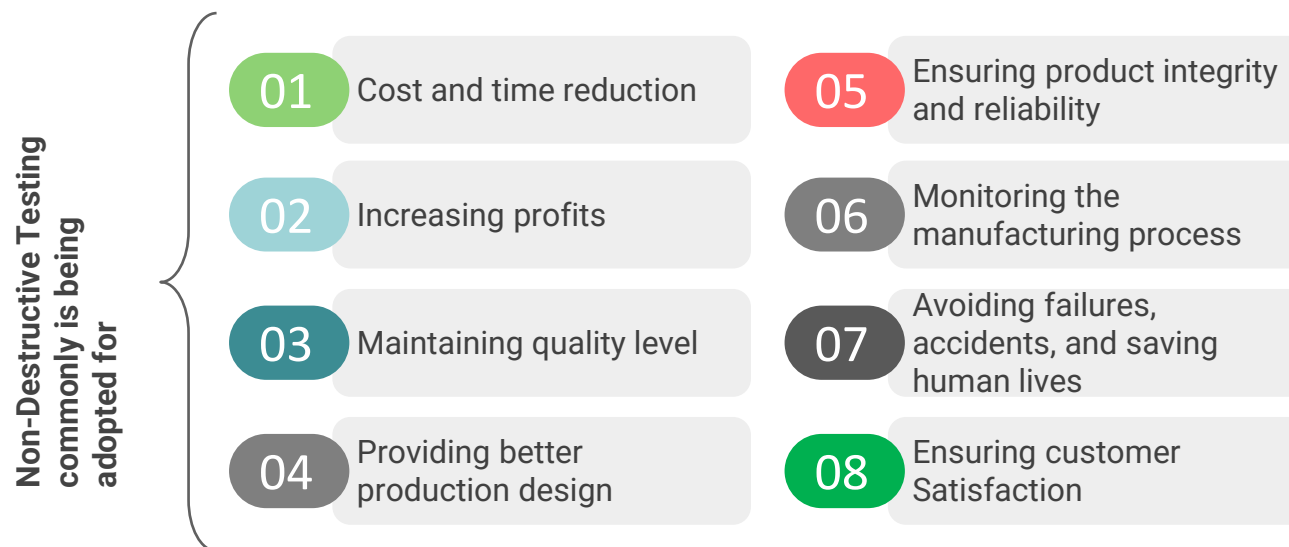 Non-Destructive Testing
commonly is being
adopted for
01
Cost and time reduction
02
Increasing profits
03
Maintaining quality level
04
Providing better
production design
05
Ensuring product integrity
and reliability
06
Monitoring the
manufacturing process
07
Avoiding failures,
accidents, and saving
human lives
08
Ensuring customer
Satisfaction